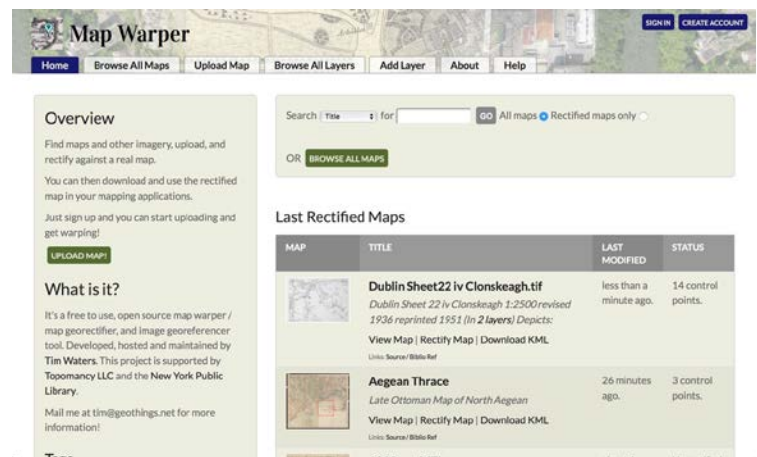 Map Warper
SIGN IN CREATE ACCOUNT
Home Browse All Maps Upload Map Browse All Layers Add Layer About Help
Overview
Find maps and other imagery, upload, and
rectify against a real map.
You can then download and use the rectified
map in your mapping applications.
Just sign up and you can start uploading and
get warping!
UPLOAD MAP!
What is it?
It's a free to use, open source map warper /
map georectifier, and image georeferencer
tool. Developed, hosted and maintained by
Tim Waters. This project is supported by
Topomancy LLC and the New York Public
Library.
Mail me at tim@geothings.net for more
information!
Search Title for GO All maps Rectified maps only
OR BROWSE ALL MAPS
Last Rectified Maps
MAP TITLE LAST MODIFIED STATUS
Dublin Sheet22 iv Clonskeagh.tif
Dublin Sheet 22 iv Clonskeagh 1:2500 revised
1936 reprinted 1951 (In 2 layers) Depicts:
View Map | Rectify Map | Download KML
Links: Source / Biblio Ref
less than a
minute ago.
14 control
points.
Aegean Thrace
Late Ottoman Map of North Aegean
View Map | Rectify Map | Download KML
Links: Source / Biblio Ref
26 minutes
ago.
3 control
points.